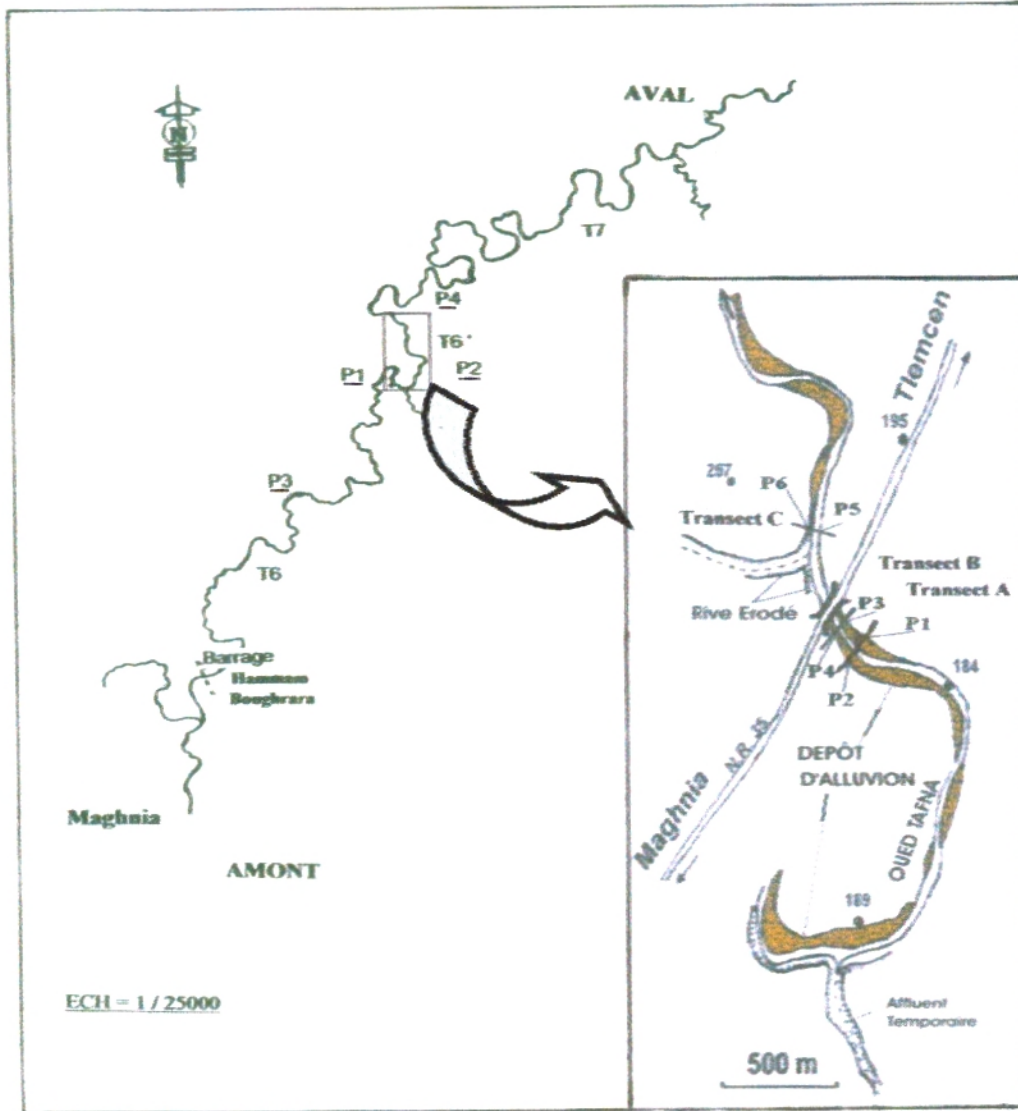 AVAL
N
T7
P4
T6'
P1
P2
P3
T6
Barrage
Hammam
Boughrara
Maghnia
AMONT
ECH = 1 / 25000
Tlemcen
195
267
P6
P5
Transect C
Transect B
Transect A
Rive Erodé
P3
P1
P4
P2
184
Maghnia
N.R.
DEPÔT
D'ALLUVION
OUED TAFNA
189
Affluent
Temporaire
500 m